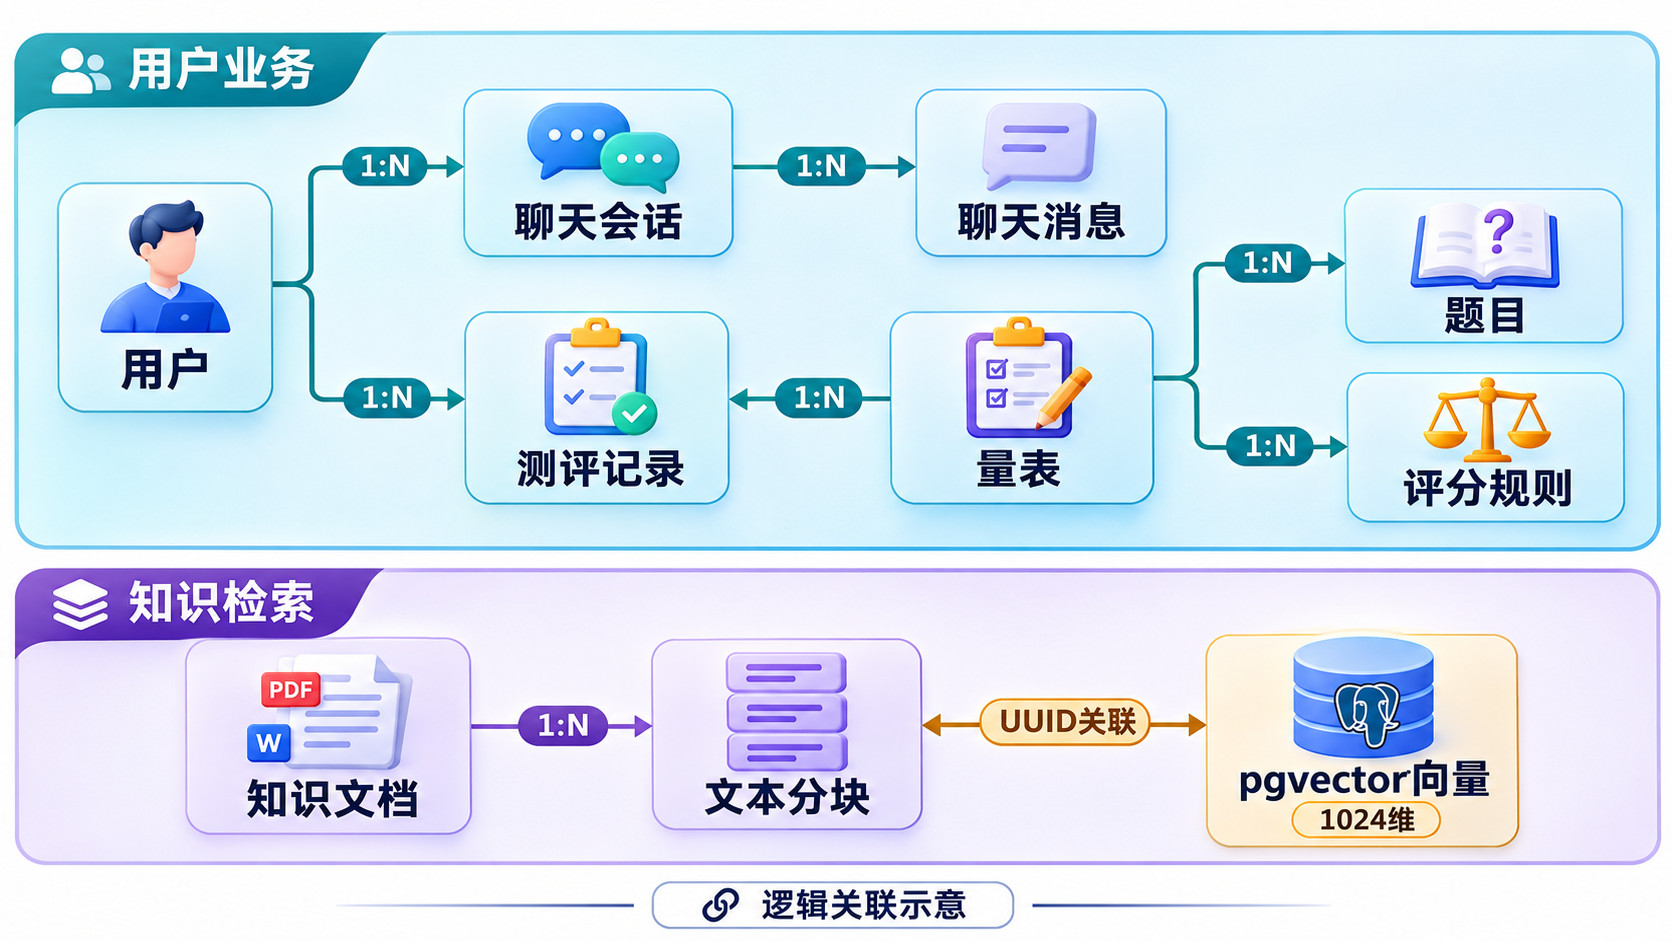 用户业务
用户
1:N
聊天会话
1:N
聊天消息
1:N
测评记录
1:N
量表
1:N
题目
1:N
评分规则
知识检索
PDF
W
知识文档
1:N
文本分块
UUID关联
pgvector向量
1024维
逻辑关联示意